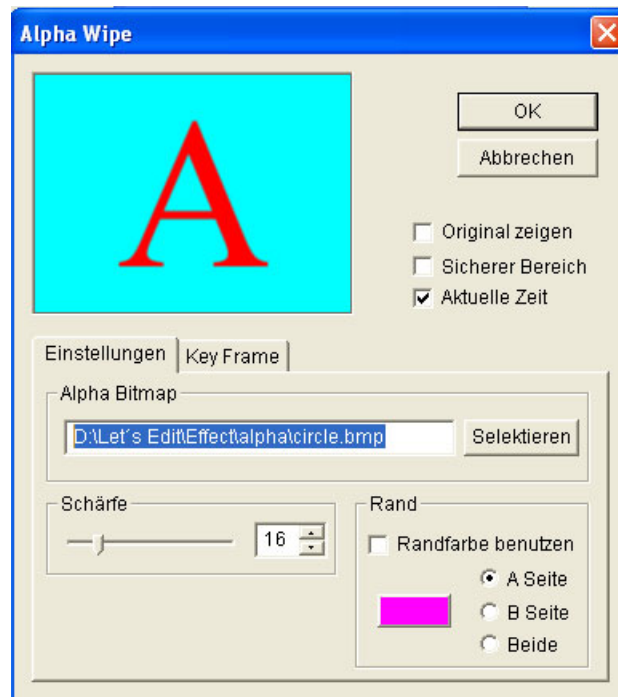 Alpha Wipe
A
OK
Abbrechen
Original zeigen
Sicherer Bereich
Aktuelle Zeit
Einstellungen
Key Frame
Alpha Bitmap
D:\Let´s Edit\Effect\alpha\circle.bmp
Selektieren
Schärfe
16
Rand
Randfarbe benutzen
A Seite
B Seite
Beide